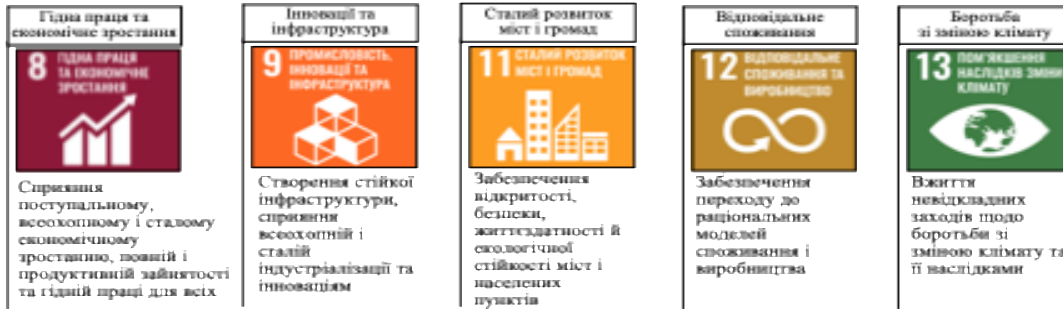 Гідна праця та
економічне зростання
8 ГІДНА ПРАЦЯ
ТА ЕКОНОМІЧНЕ
ЗРОСТАННЯ
Сприяння
поступальному,
всеохопному і сталому
економічному
зростанню, повній і
продуктивній зайнятості
та гідній праці для всіх
Інновації та
інфраструктура
9 ПРОМИСЛОВІСТЬ,
ІННОВАЦІЇ ТА
ІНФРАСТРУКТУРА
Створення стійкої
інфраструктури,
сприяння
всеохопній і
сталій
індустріалізації та
інноваціям
Сталий розвиток
міст і громад
11 СТАЛИЙ РОЗВИТОК
МІСТ І ГРОМАД
Забезпечення
відкритості,
безпеки,
життєздатності й
екологічної
стійкості міст і
населених
пунктів
Відповідальне
споживання
12 ВІДПОВІДАЛЬНЕ
СПОЖИВАННЯ ТА
ВИРОБНИЦТВО
Забезпечення
переходу до
раціональних
моделей
споживання і
виробництва
Боротьба
зі зміною клімату
13 ПОМ'ЯКШЕННЯ
НАСЛІДКІВ ЗМІНИ
КЛІМАТУ
Вжиття
невідкладних
заходів щодо
боротьби зі
зміною клімату та
її наслідками